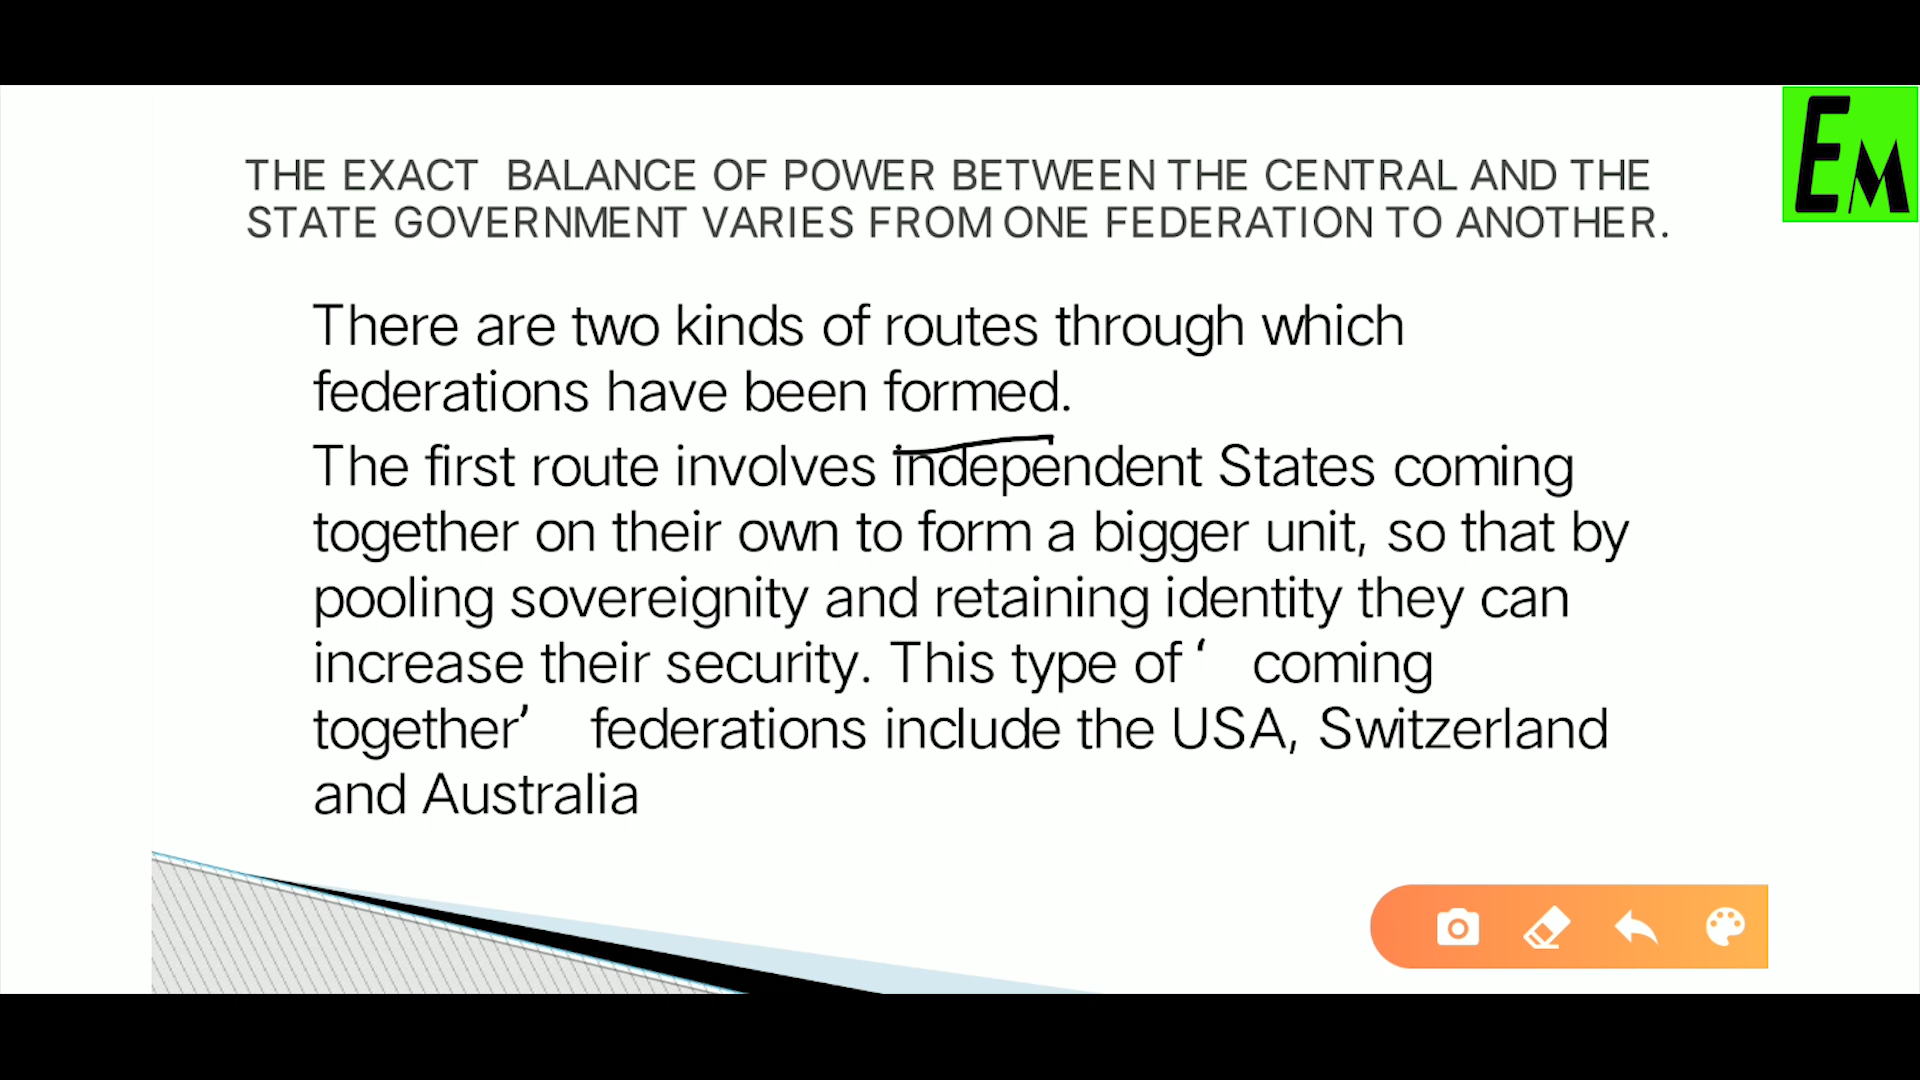 THE EXACT BALANCE OF POWER BETWEEN THE CENTRAL AND THE
STATE GOVERNMENT VARIES FROM ONE FEDERATION TO ANOTHER.
EM
There are two kinds of routes through which
federations have been formed.
The first route involves independent States coming
together on their own to form a bigger unit, so that by
pooling sovereignity and retaining identity they can
increase their security. This type of ‘ coming
together’ federations include the USA, Switzerland
and Australia